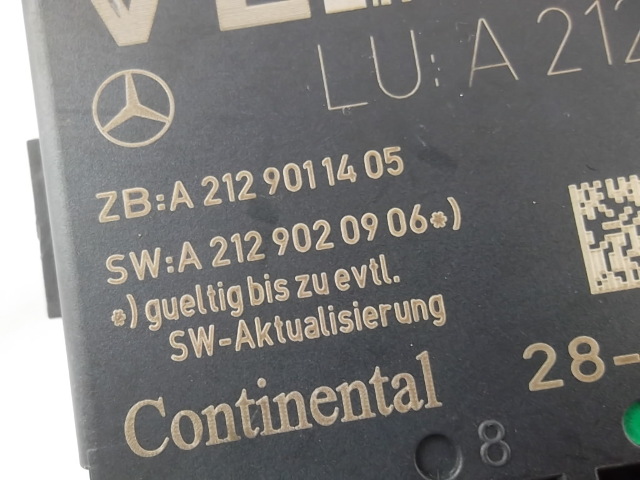 LU: A 212
ZB:A 212 901 14 05
SW:A 212 902 09 06*)
*) gueltig bis zu evtl.
SW-Aktualisierung
Continental
28-
8